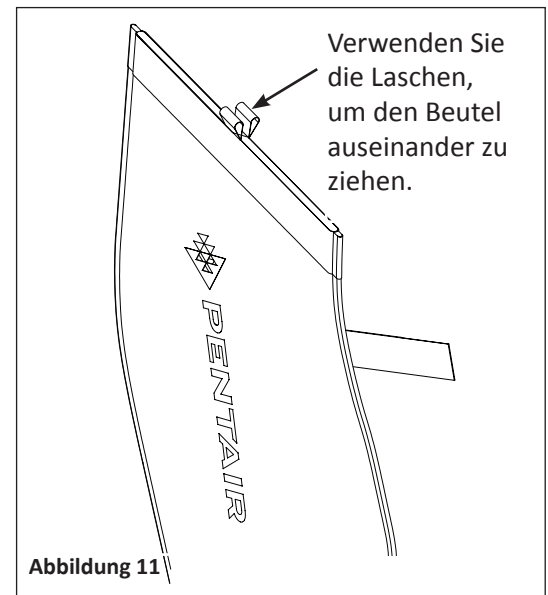 Verwenden Sie
die Laschen,
um den Beutel
auseinander zu
ziehen.
PENTAIR
Abbildung 11